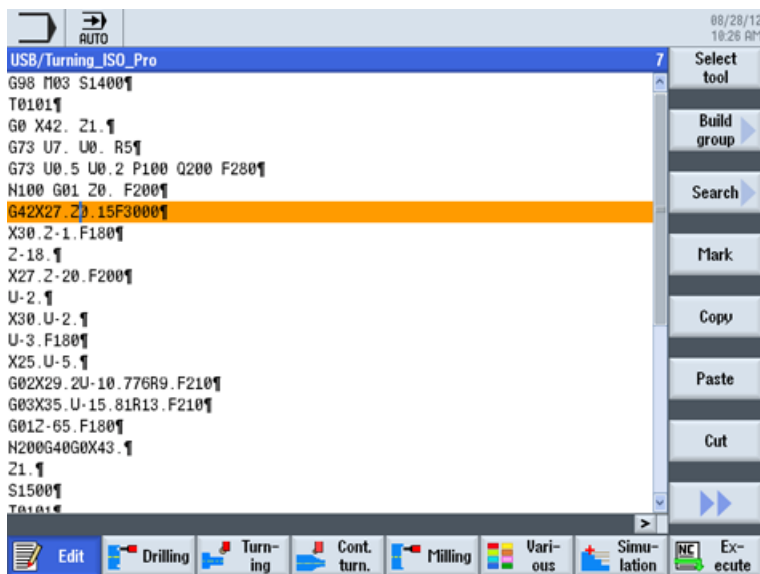 08/28/12
10:26 AM
AUTO
USB/Turning_ISO_Pro 7
G98 M03 S1400¶
T0101¶
G0 X42. Z1.¶
G73 U7. U0. R5¶
G73 U0.5 U0.2 P100 Q200 F280¶
N100 G01 Z0. F200¶
G42X27.Z0.15F3000¶
X30.Z-1.F180¶
Z-18.¶
X27.Z-20.F200¶
U-2.¶
X30.U-2.¶
U-3.F180¶
X25.U-5.¶
G02X29.2U-10.776R9.F210¶
G03X35.U-15.81R13.F210¶
G01Z-65.F180¶
N200G40G0X43.¶
Z1.¶
S1500¶
T0101¶
Select
tool
Build
group
Search
Mark
Copy
Paste
Cut
Edit
Drilling
Turn-
ing
Cont.
turn.
Milling
Vari-
ous
Simu-
lation
NC
Ex-
ecute